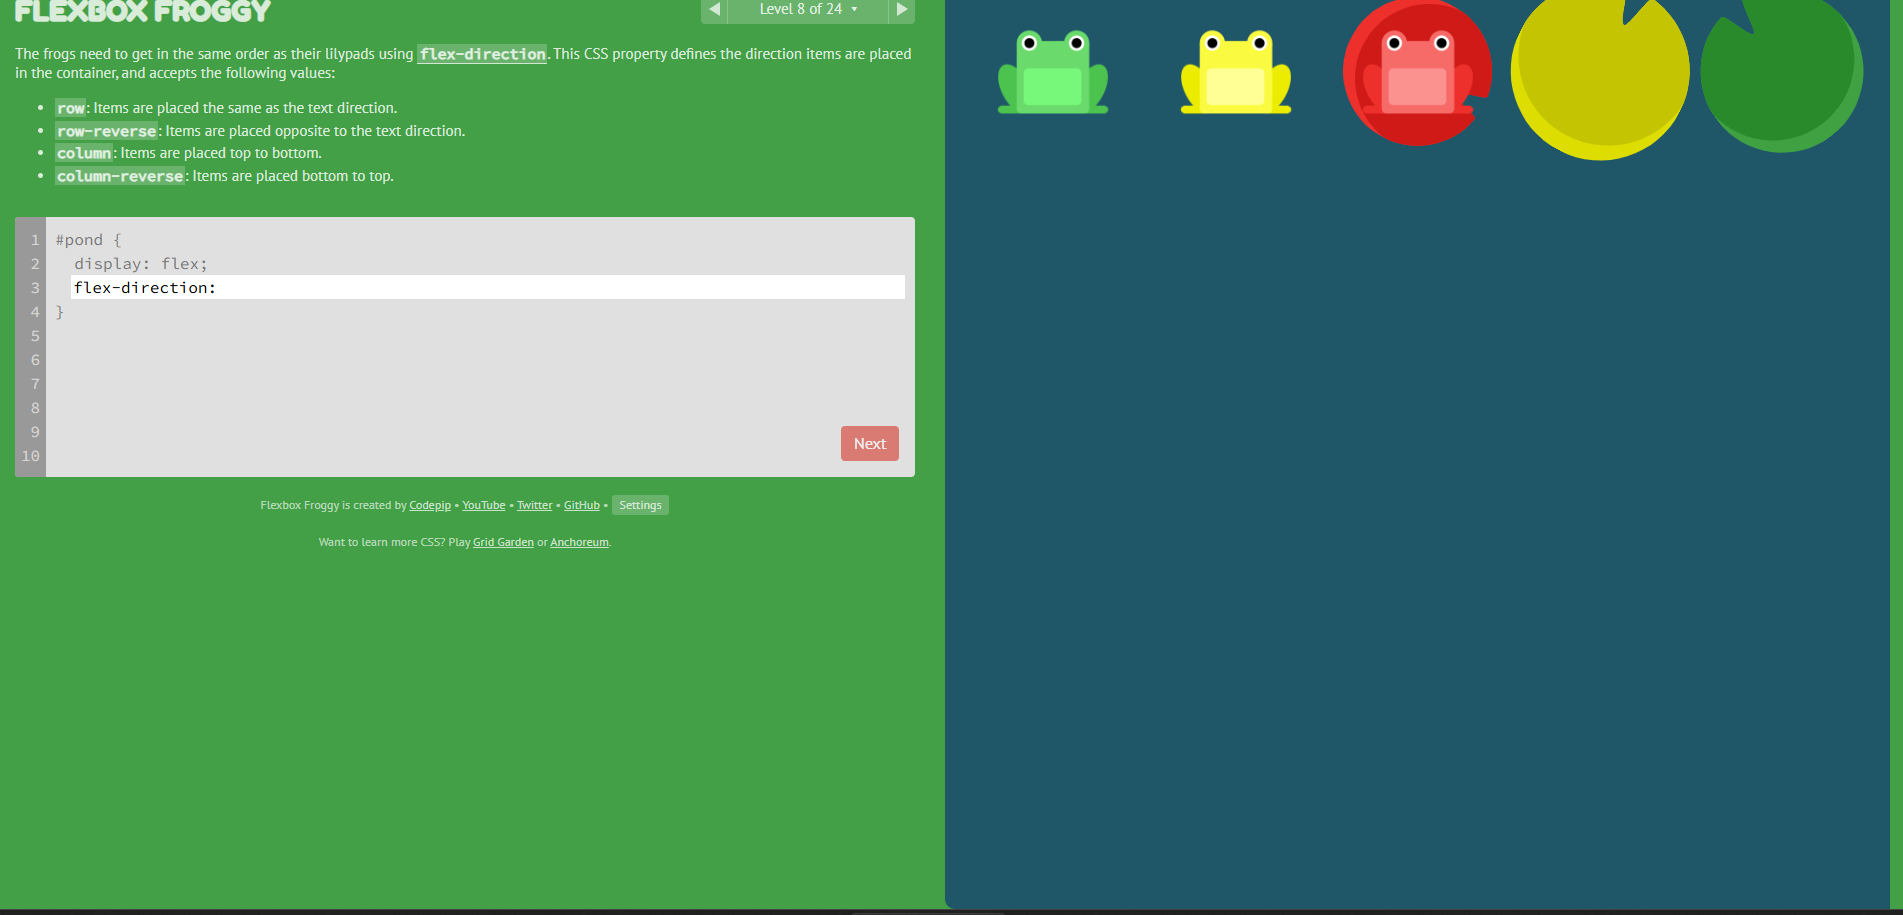 FLEXBOX FROGGY
Level 8 of 24
The frogs need to get in the same order as their lilypads using flex-direction. This CSS property defines the direction items are placed
in the container, and accepts the following values:
• row: Items are placed the same as the text direction.
• row-reverse: Items are placed opposite to the text direction.
• column: Items are placed top to bottom.
• column-reverse: Items are placed bottom to top.
1 #pond {
2 display: flex;
3 flex-direction:
4 }
5
6
7
8
9
10
Next
Flexbox Froggy is created by Codepip • YouTube • Twitter • GitHub • Settings
Want to learn more CSS? Play Grid Garden or Anchoreum.